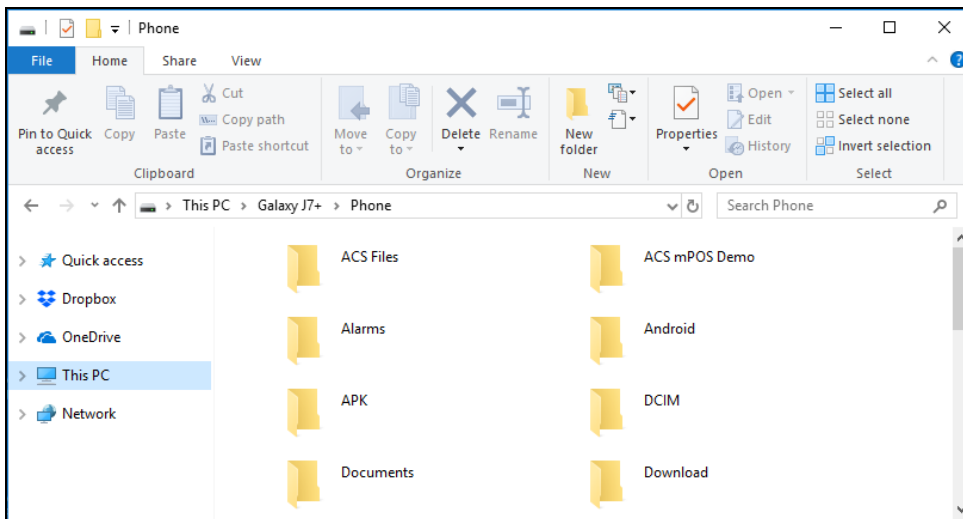 Phone
File Home Share View
Pin to Quick access
Copy
Paste
Cut
Copy path
Paste shortcut
Clipboard
Move to
Copy to
Delete
Rename
Organize
New folder
New
Properties
Open
Edit
History
Open
Select all
Select none
Invert selection
Select
This PC > Galaxy J7+ > Phone
Search Phone
Quick access
Dropbox
OneDrive
This PC
Network
ACS Files
ACS mPOS Demo
Alarms
Android
APK
DCIM
Documents
Download